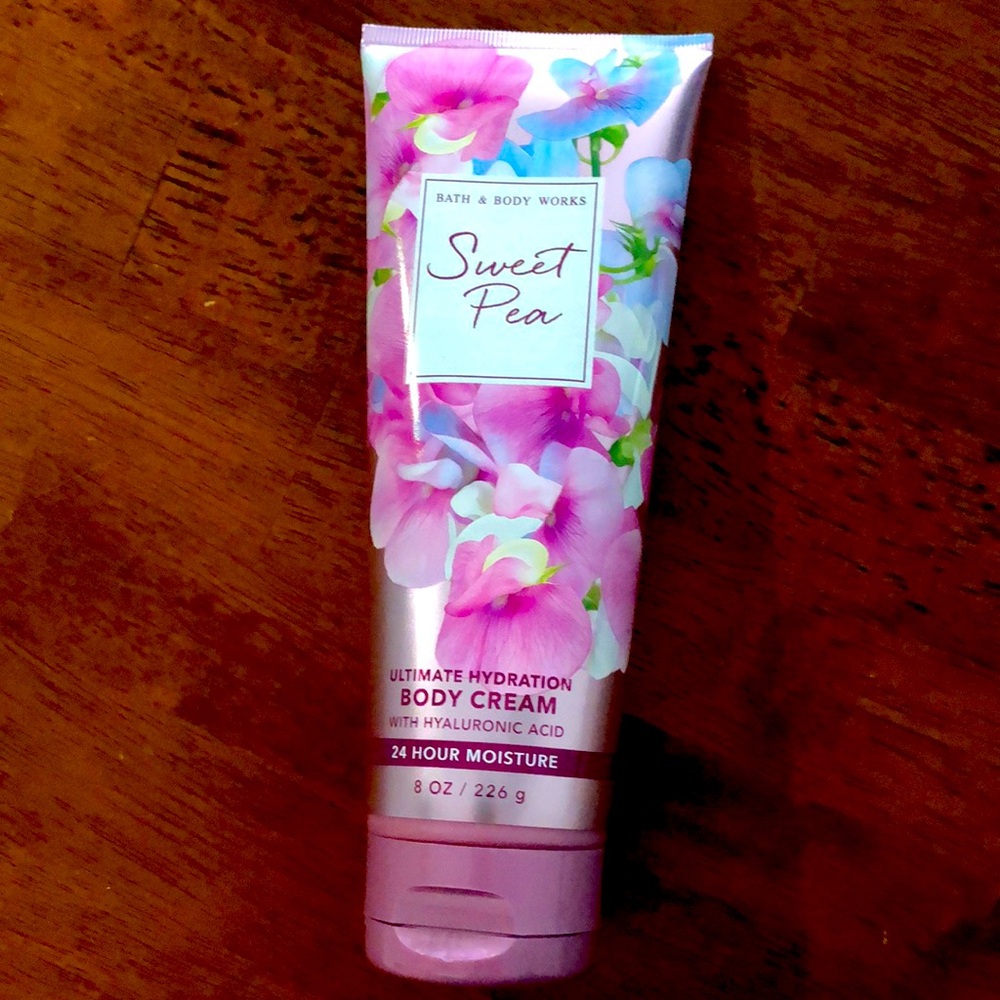 BATH & BODY WORKS
Sweet
Pea
ULTIMATE HYDRATION
BODY CREAM
WITH HYALURONIC ACID
24 HOUR MOISTURE
8 OZ / 226 g